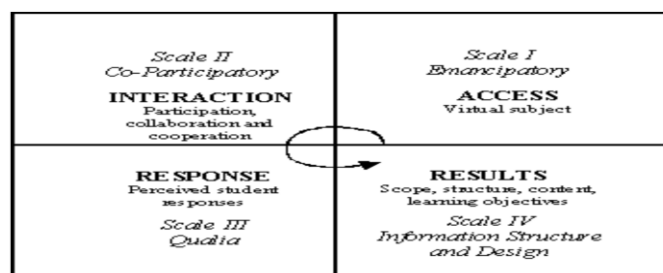 Scale II
Co-Participatory
INTERACTION
Participation,
collaboration and
cooperation
Scale I
Emancipatory
ACCESS
Virtual subject
RESPONSE
Perceived student
responses
Scale III
Qualia
RESULTS
Scope, structure, content,
learning objectives
Scale IV
Information Structure
and Design